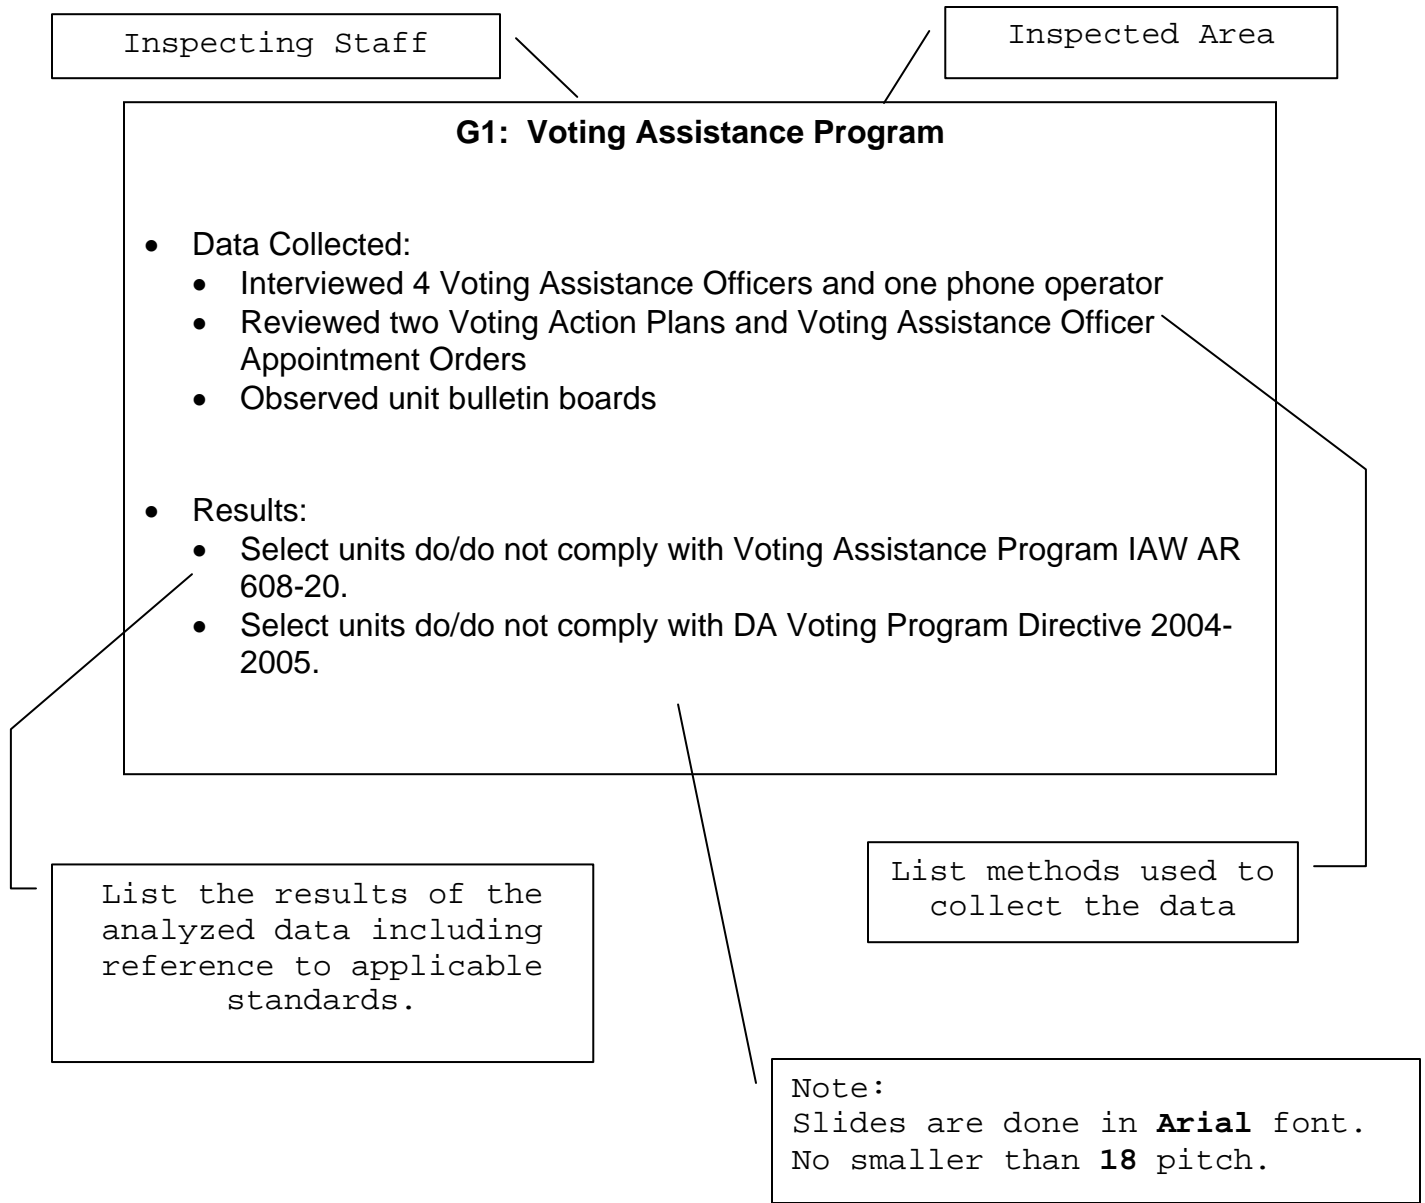 Inspecting Staff
Inspected Area
G1:  Voting Assistance Program
• Data Collected:
• Interviewed 4 Voting Assistance Officers and one phone operator
• Reviewed two Voting Action Plans and Voting Assistance Officer
Appointment Orders
• Observed unit bulletin boards
• Results:
• Select units do/do not comply with Voting Assistance Program IAW AR
608-20.
• Select units do/do not comply with DA Voting Program Directive 2004-
2005.
List the results of the
analyzed data including
reference to applicable
standards.
List methods used to
collect the data
Note:
Slides are done in Arial font.
No smaller than 18 pitch.